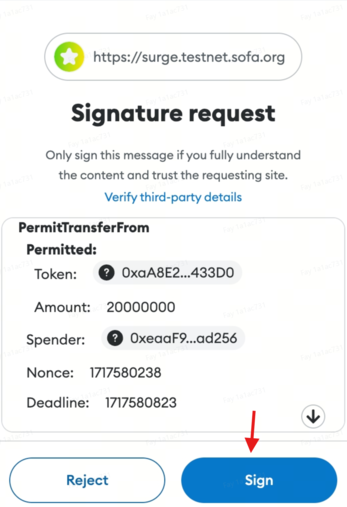 https://surge.testnet.sofa.org
Signature request
Only sign this message if you fully understand
the content and trust the requesting site.
Verify third-party details
PermitTransferFrom
Permitted:
Token: ? 0xaA8E2...433D0
Amount: 20000000
Spender: ? 0xeaaF9...ad256
Nonce: 1717580238
Deadline: 1717580823
Reject Sign